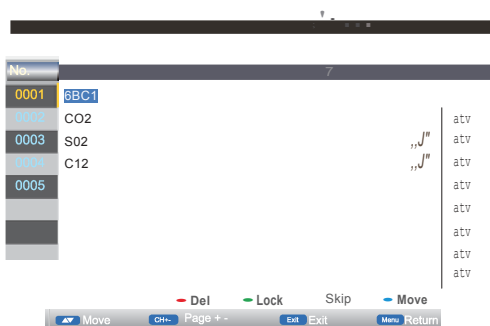 No. 7
0001 6BC1
0002 CO2 atv
0003 S02 „J" atv
0004 C12 „J" atv
0005 atv
atv
atv
atv
atv
Del Lock Skip Move
▲▼ Move CH+- Page + - Exit Exit Menu Return